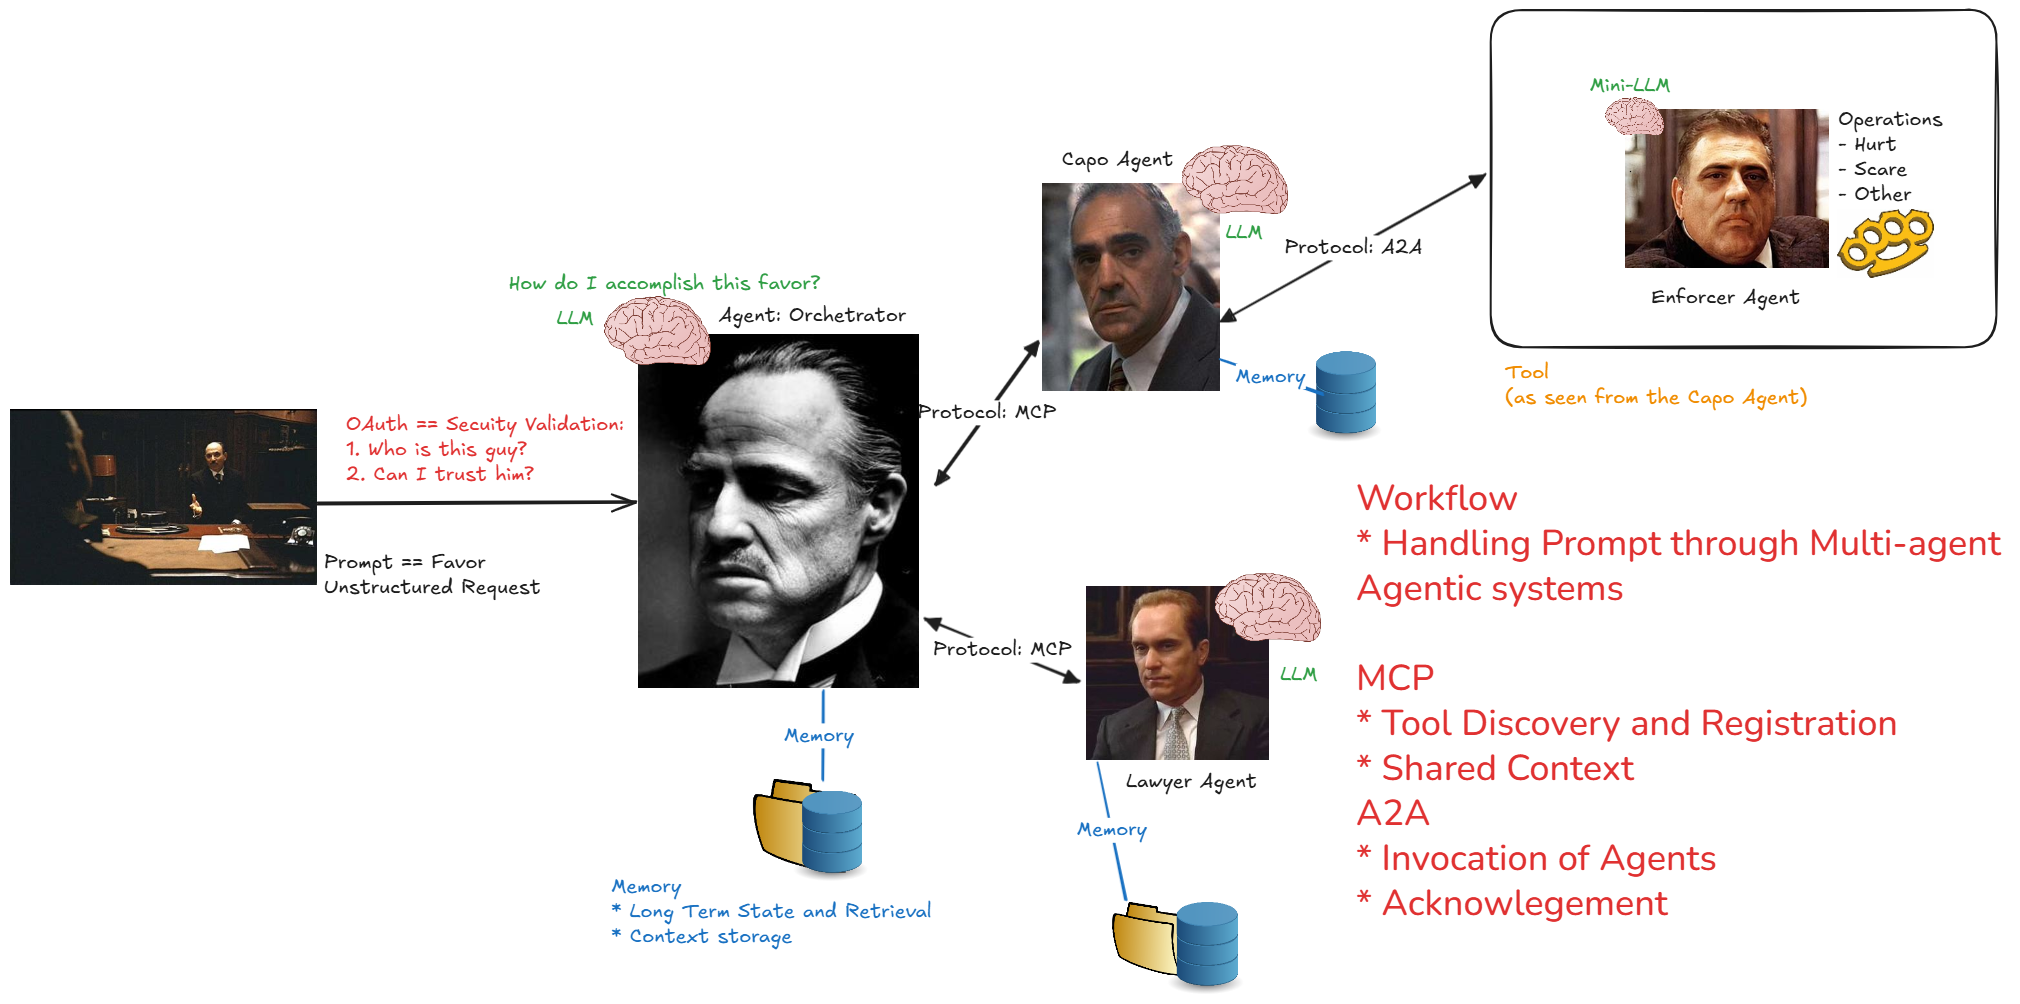 Mini-LLM
Operations
- Hurt
- Scare
- Other
Enforcer Agent
Tool
(as seen from the Capo Agent)
Capo Agent
LLM
Protocol: A2A
Memory
How do I accomplish this favor?
LLM
Agent: Orchetrator
Protocol: MCP
OAuth == Secuity Validation:
1. Who is this guy?
2. Can I trust him?
Prompt == Favor
Unstructured Request
Protocol: MCP
LLM
Lawyer Agent
Memory
Memory
Memory
* Long Term State and Retrieval
* Context storage
Workflow
* Handling Prompt through Multi-agent
Agentic systems
MCP
* Tool Discovery and Registration
* Shared Context
A2A
* Invocation of Agents
* Acknowlegement